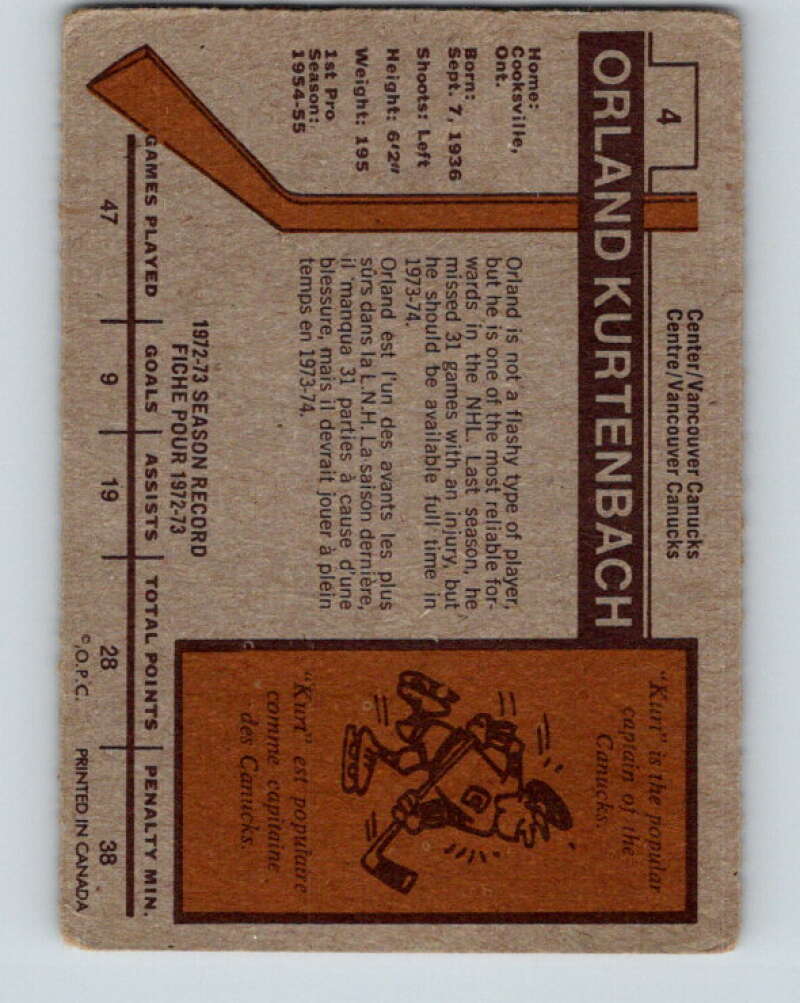 4
Center/Vancouver Canucks
Centre/Vancouver Canucks
ORLAND KURTENBACH
Home:
Cooksville,
Ont.
Born:
Sept. 7, 1936
Shoots: Left
Height: 6'2"
Weight: 195
1st Pro
Season:
1954-55
Orland is not a flashy type of player,
but he is one of the most reliable for-
wards in the NHL. Last season, he
missed 31 games with an injury, but
he should be available full time in
1973-74.
Orland est l'un des avants les plus
sûrs dans la L.N.H. La saison dernière,
il manqua 31 parties à cause d'une
blessure, mais il devrait jouer à plein
temps en 1973-74.
"Kurt" is the popular
captain of the
Canucks.
C
"Kurt" est populaire
comme capitaine
des Canucks.
1972-73 SEASON RECORD
FICHE POUR 1972-73
GAMES PLAYED GOALS ASSISTS TOTAL POINTS PENALTY MIN.
47 9 19 28 38
©O.P.C. PRINTED IN CANADA